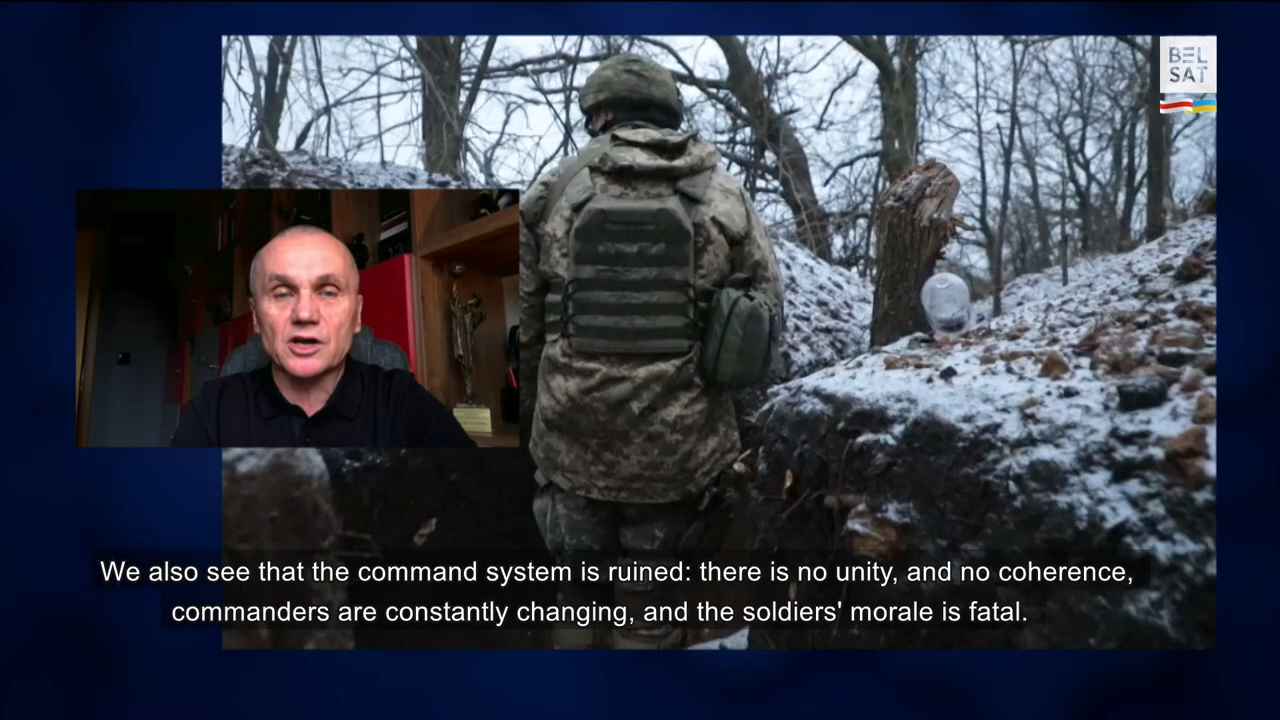 BEL
SAT
We also see that the command system is ruined: there is no unity, and no coherence,
commanders are constantly changing, and the soldiers' morale is fatal.